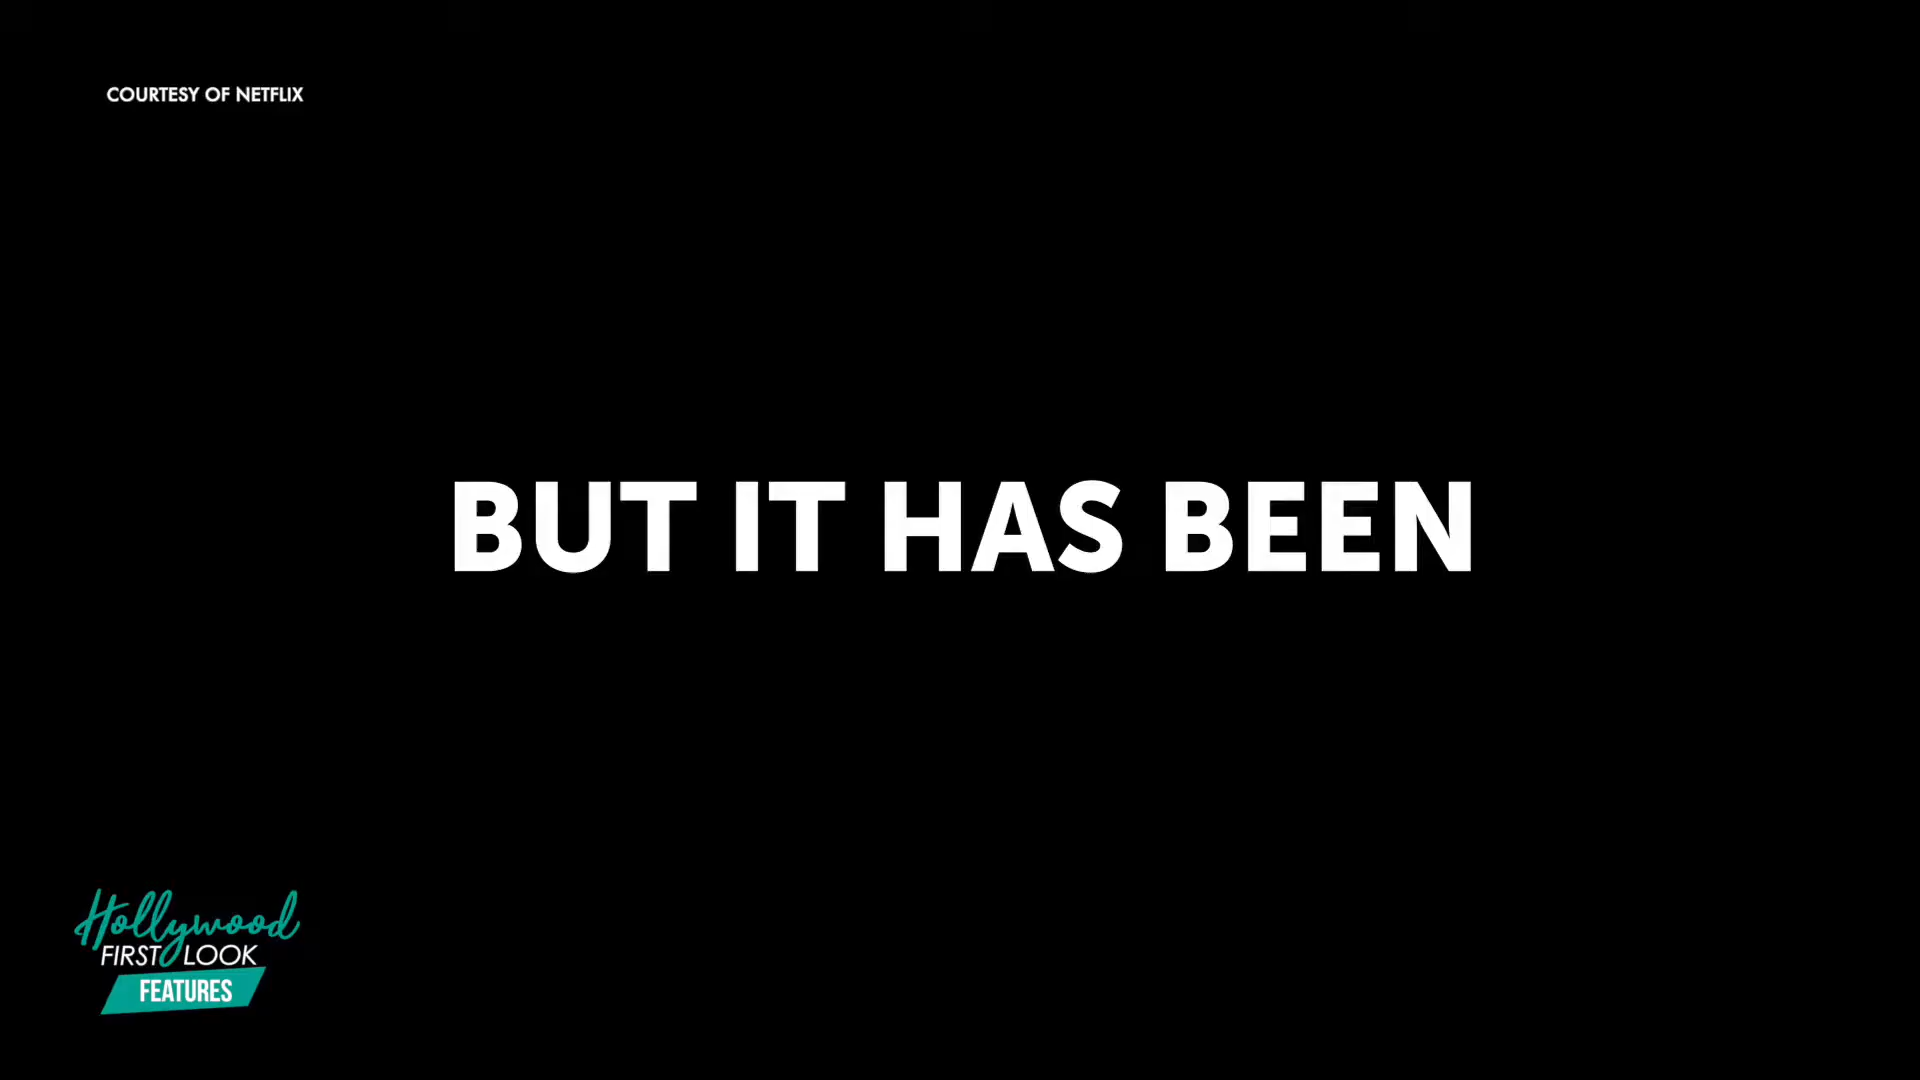 COURTESY OF NETFLIX
BUT IT HAS BEEN
Hollywood
FIRST LOOK
FEATURES